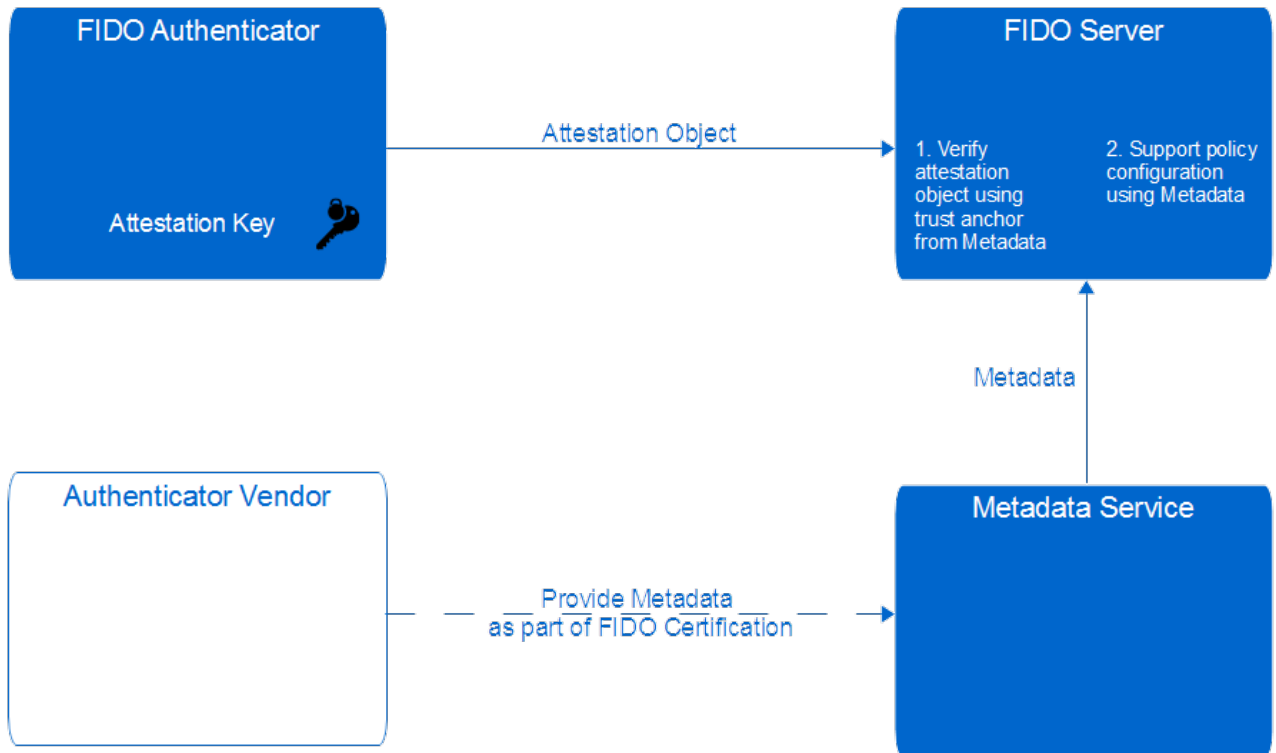 FIDO Authenticator
Attestation Key
Attestation Object
FIDO Server
1. Verify
attestation
object using
trust anchor
from Metadata
2. Support policy
configuration
using Metadata
Metadata
Authenticator Vendor
Provide Metadata
as part of FIDO Certification
Metadata Service